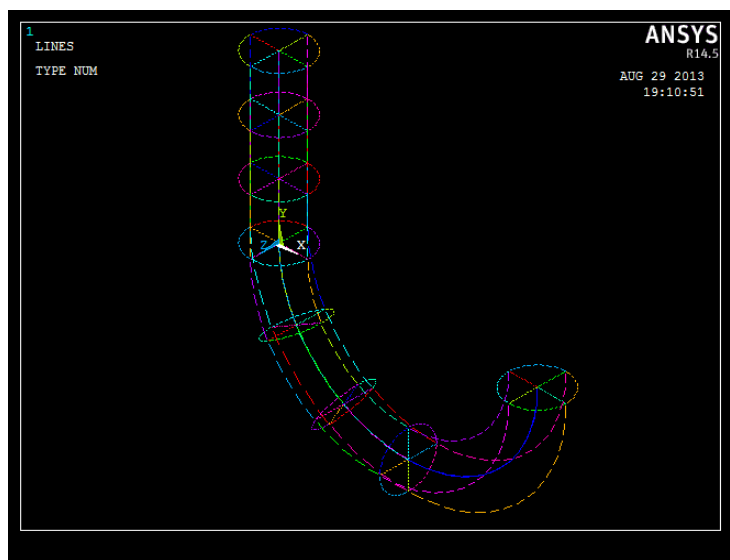 1
LINES
TYPE NUM
ANSYS
R14.5
AUG 29 2013
19:10:51
Y
Z X